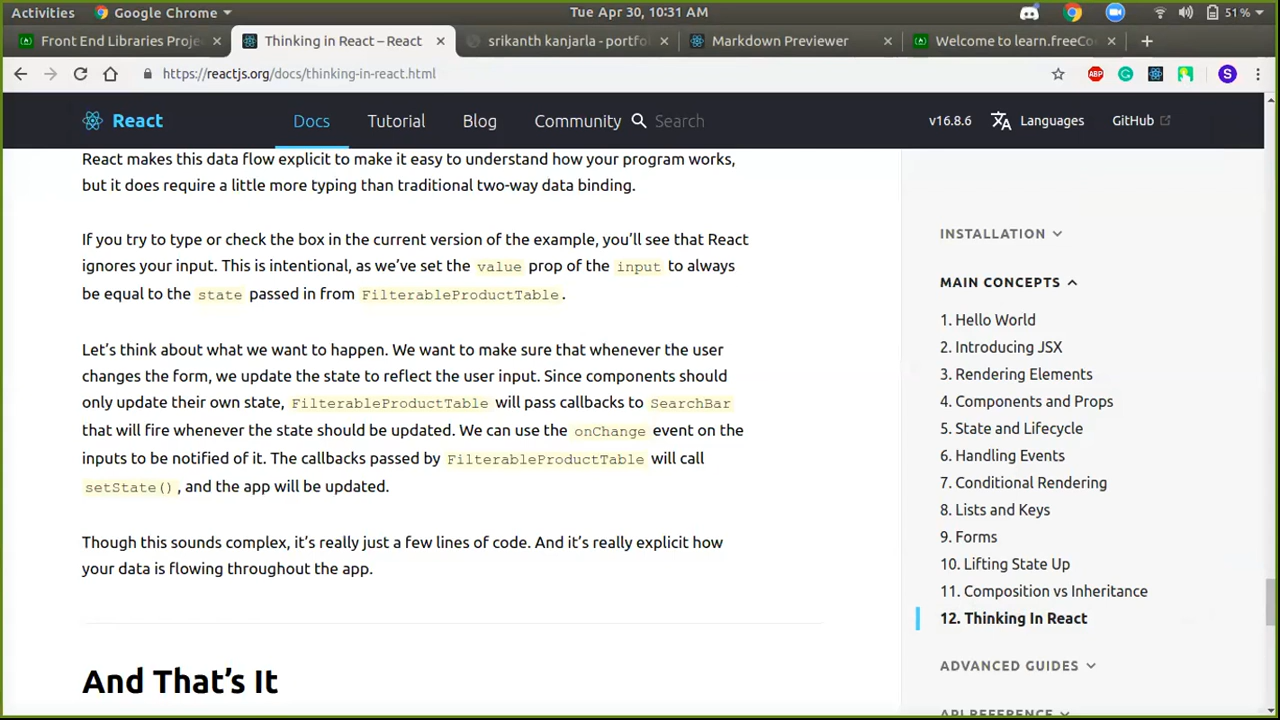 Activities
Google Chrome
Tue Apr 30, 10:31 AM
51 %
Front End Libraries Proje
Thinking in React – React
srikanth kanjarla - portfo
Markdown Previewer
Welcome to learn.freeCo
https://reactjs.org/docs/thinking-in-react.html
ABP
S
React
Docs
Tutorial
Blog
Community
Search
v16.8.6
Languages
GitHub
React makes this data flow explicit to make it easy to understand how your program works,
but it does require a little more typing than traditional two-way data binding.
If you try to type or check the box in the current version of the example, you’ll see that React
ignores your input. This is intentional, as we’ve set the value prop of the input to always
be equal to the state passed in from FilterableProductTable.
Let’s think about what we want to happen. We want to make sure that whenever the user
changes the form, we update the state to reflect the user input. Since components should
only update their own state, FilterableProductTable will pass callbacks to SearchBar
that will fire whenever the state should be updated. We can use the onChange event on the
inputs to be notified of it. The callbacks passed by FilterableProductTable will call
setState(), and the app will be updated.
Though this sounds complex, it’s really just a few lines of code. And it’s really explicit how
your data is flowing throughout the app.
And That’s It
INSTALLATION
MAIN CONCEPTS
1. Hello World
2. Introducing JSX
3. Rendering Elements
4. Components and Props
5. State and Lifecycle
6. Handling Events
7. Conditional Rendering
8. Lists and Keys
9. Forms
10. Lifting State Up
11. Composition vs Inheritance
12. Thinking In React
ADVANCED GUIDES
API REFERENCE